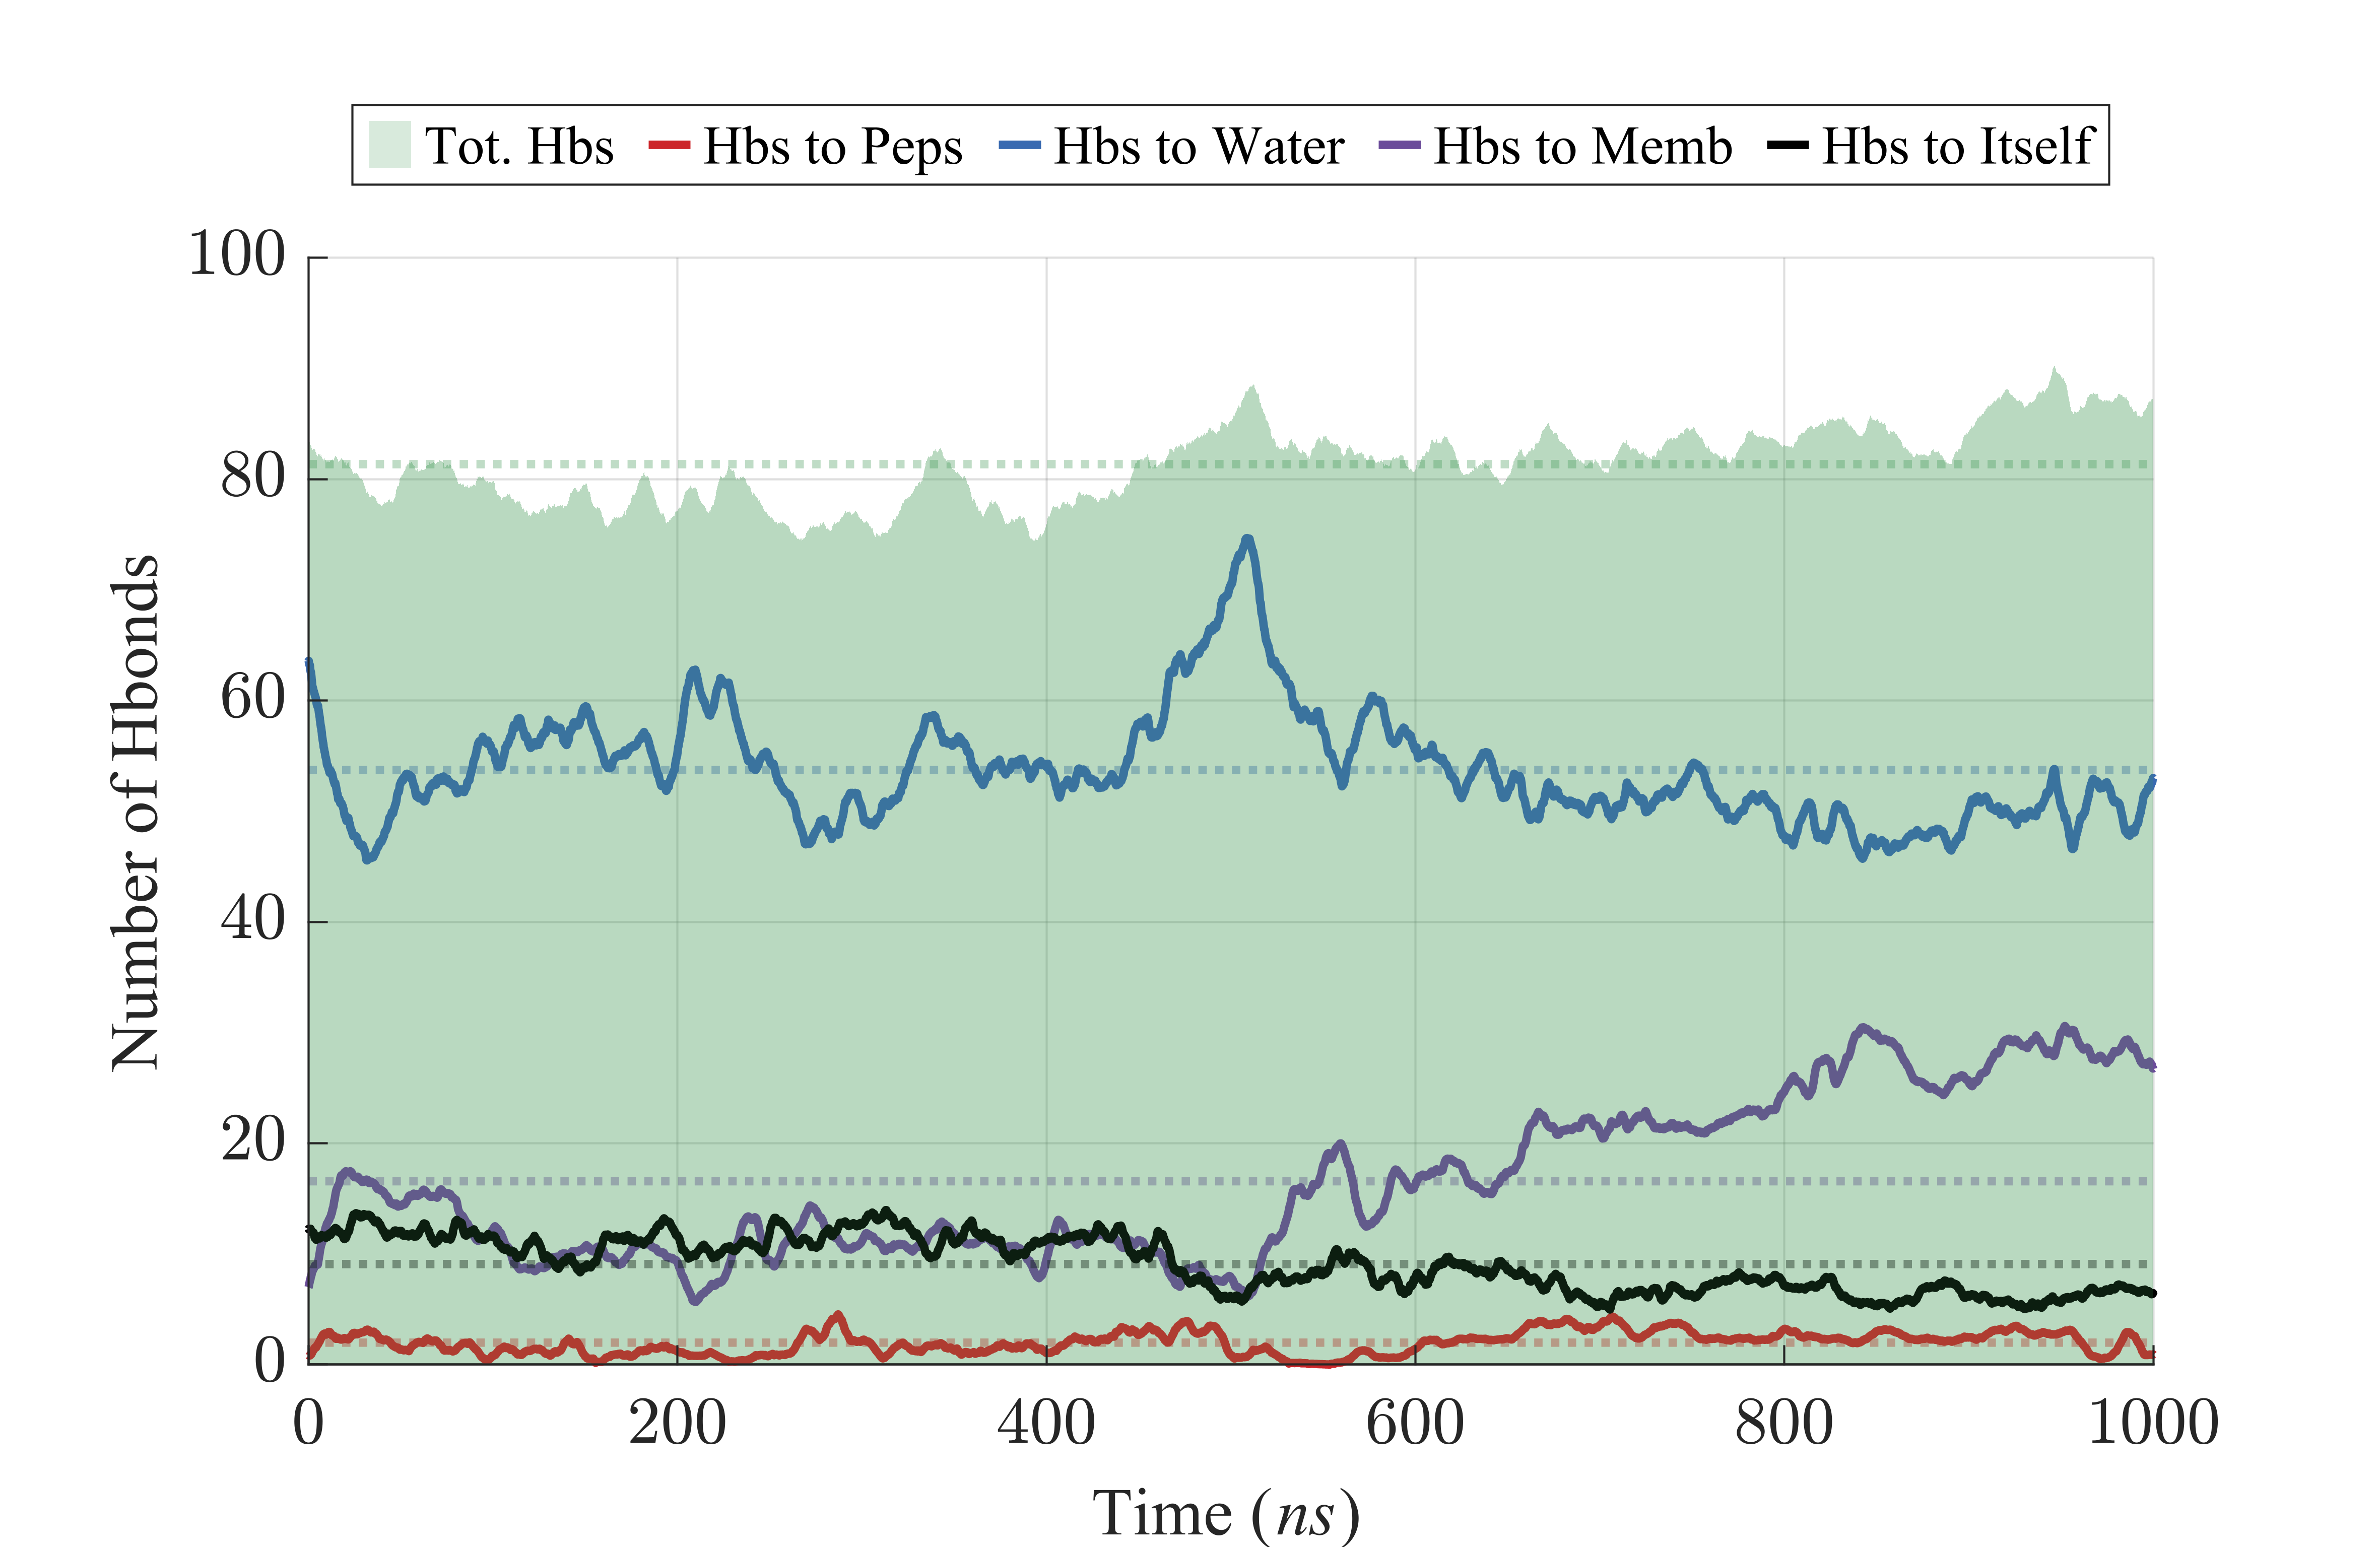 Tot. Hbs Hbs to Peps Hbs to Water Hbs to Memb Hbs to Itself
100
80
60
40
20
0
Number of Hbonds
0 200 400 600 800 1000
Time (ns)